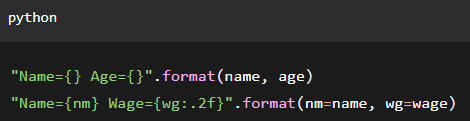 python
"Name={} Age={}".format(name, age)
"Name={nm} Wage={wg:.2f}".format(nm=name, wg=wage)